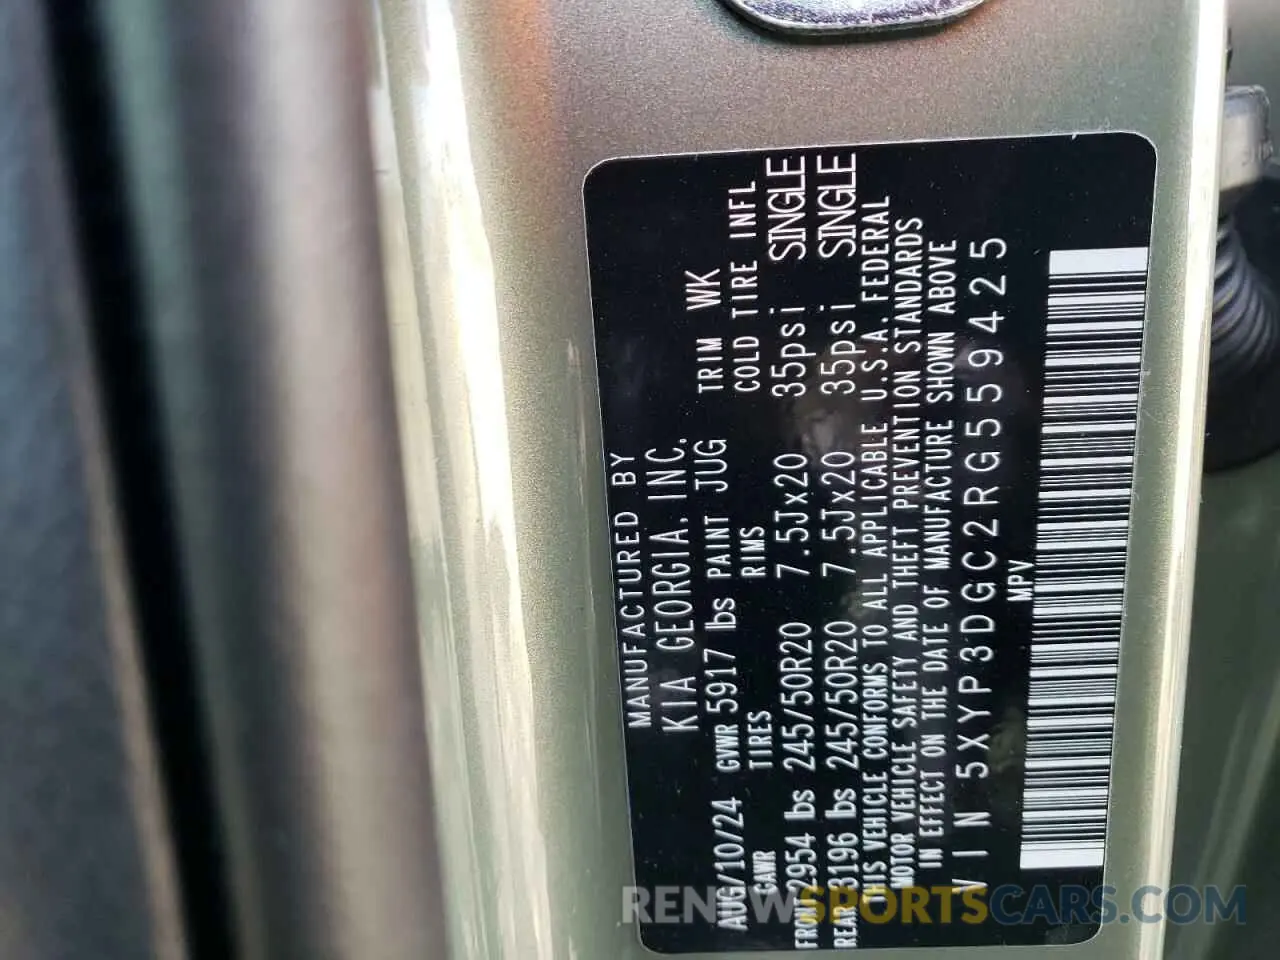 MANUFACTURED BY
KIA GEORGIA, INC.
AUG/10/24 GVWR 5917 lbs PAINT JUG TRIM WK
GAWR TIRES RIMS COLD TIRE INFL
FRONT 2954 lbs 245/50R20 7.5Jx20 35psi SINGLE
REAR 3196 lbs 245/50R20 7.5Jx20 35psi SINGLE
THIS VEHICLE CONFORMS TO ALL APPLICABLE U.S.A. FEDERAL
MOTOR VEHICLE SAFETY AND THEFT PREVENTION STANDARDS
IN EFFECT ON THE DATE OF MANUFACTURE SHOWN ABOVE
VIN 5XYP3DGC2RG559425
MPV
RENEWSPORTSCARS.COM